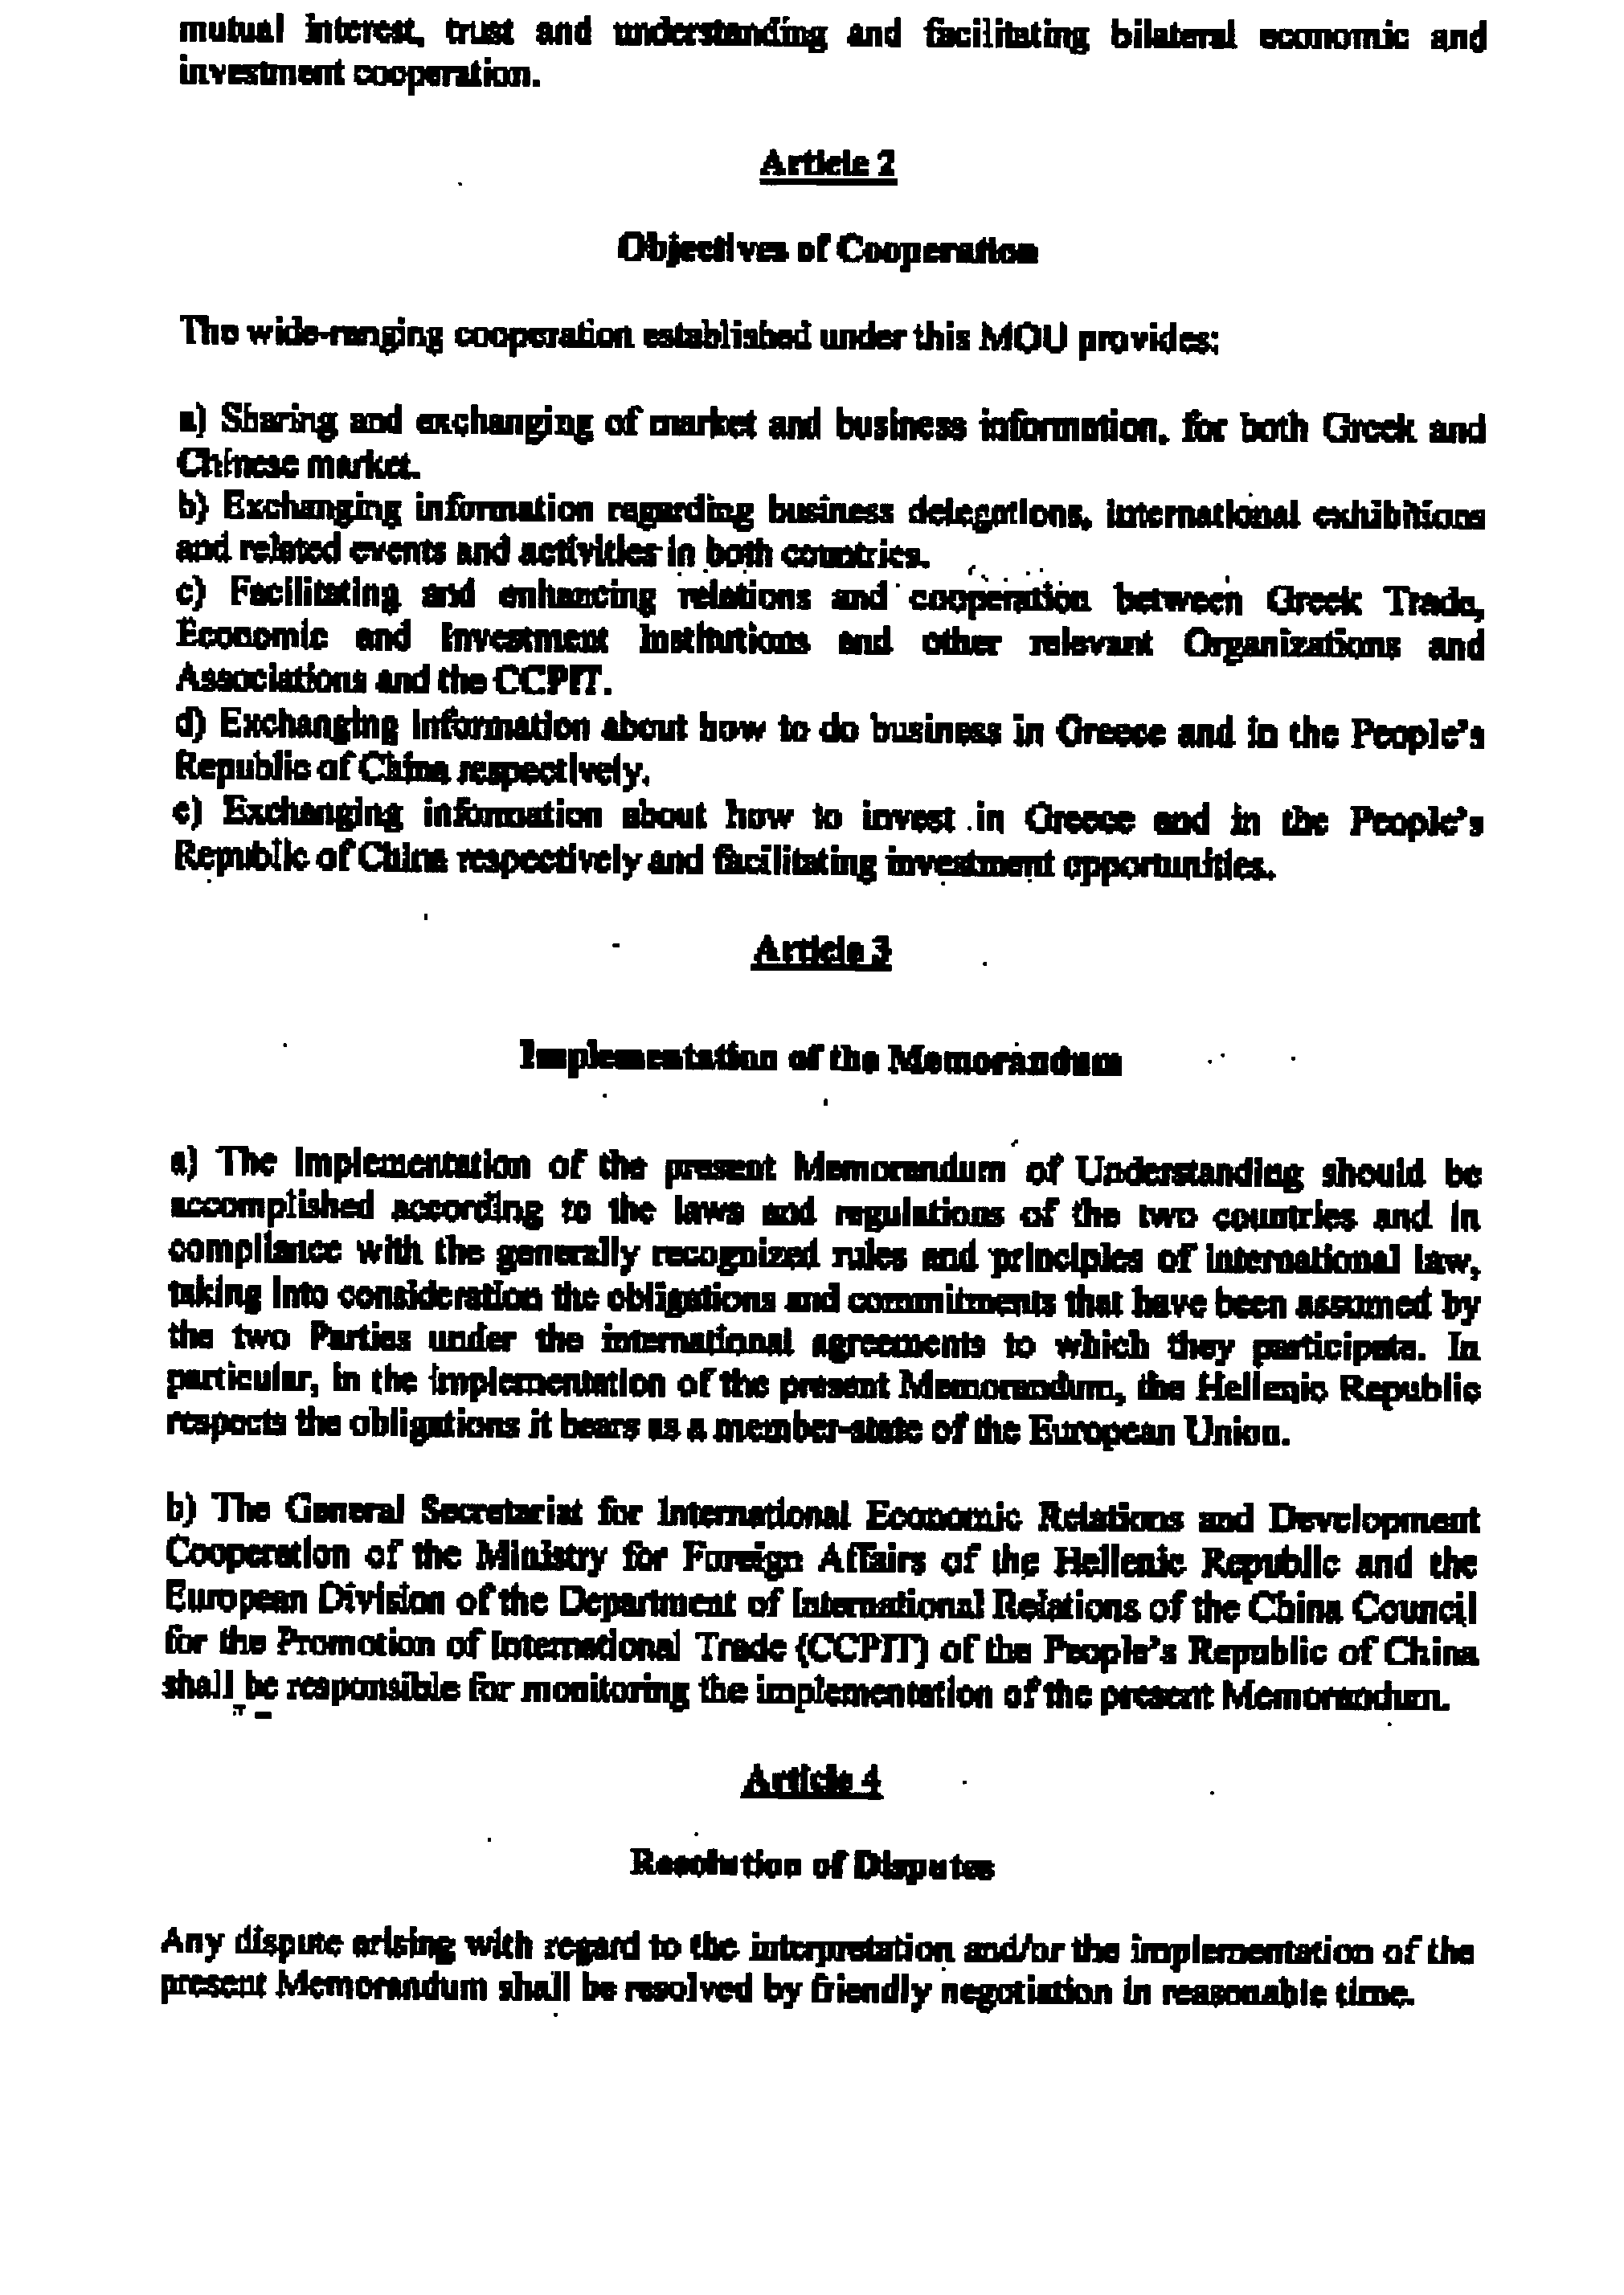 mutual interest, trust and understanding and facilitating bilateral economic and
investment cooperation.
Article 2
Objectives of Cooperation
The wide-ranging cooperation established under this MOU provides:
a) Sharing and exchanging of market and business information, for both Greek and
Chinese market.
b) Exchanging information regarding business delegations, international exhibitions
and related events and activities in both countries.
c) Facilitating and enhancing relations and cooperation between Greek Trade,
Economic and Investment Institutions and other relevant Organizations and
Associations and the CCPIT.
d) Exchanging Information about how to do business in Greece and in the People's
Republic of China respectively.
e) Exchanging information about how to invest in Greece and in the People's
Republic of China respectively and facilitating investment opportunities.
Article 3
Implementation of the Memorandum
a) The Implementation of the present Memorandum of Understanding should be
accomplished according to the laws and regulations of the two countries and in
compliance with the generally recognized rules and principles of international law,
taking into consideration the obligations and commitments that have been assumed by
the two Parties under the international agreements to which they participate. In
particular, in the implementation of the present Memorandum, the Hellenic Republic
respects the obligations it bears as a member-state of the European Union.
b) The General Secretariat for International Economic Relations and Development
Cooperation of the Ministry for Foreign Affairs of the Hellenic Republic and the
European Division of the Department of International Relations of the China Council
for the Promotion of International Trade (CCPIT) of the People's Republic of China
shall be responsible for monitoring the implementation of the present Memorandum.
Article 4
Resolution of Disputes
Any dispute arising with regard to the interpretation and/or the implementation of the
present Memorandum shall be resolved by friendly negotiation in reasonable time.